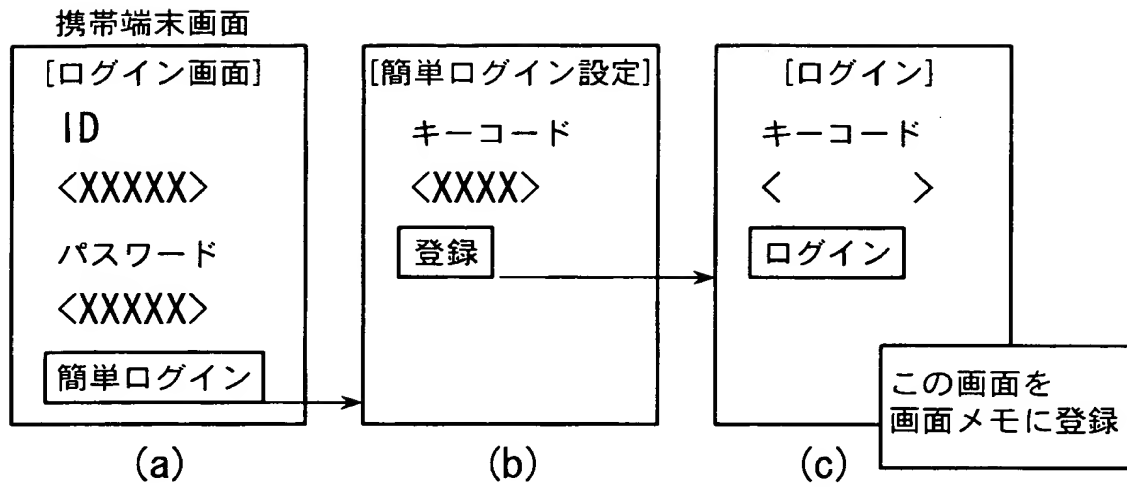 携帯端末画面
[ログイン画面]
ID
<XXXXX>
パスワード
<XXXXX>
簡単ログイン
(a)
[簡単ログイン設定]
キーコード
<XXXX>
登録
(b)
[ログイン]
キーコード
<　　　>
ログイン
この画面を
画面メモに登録
(c)